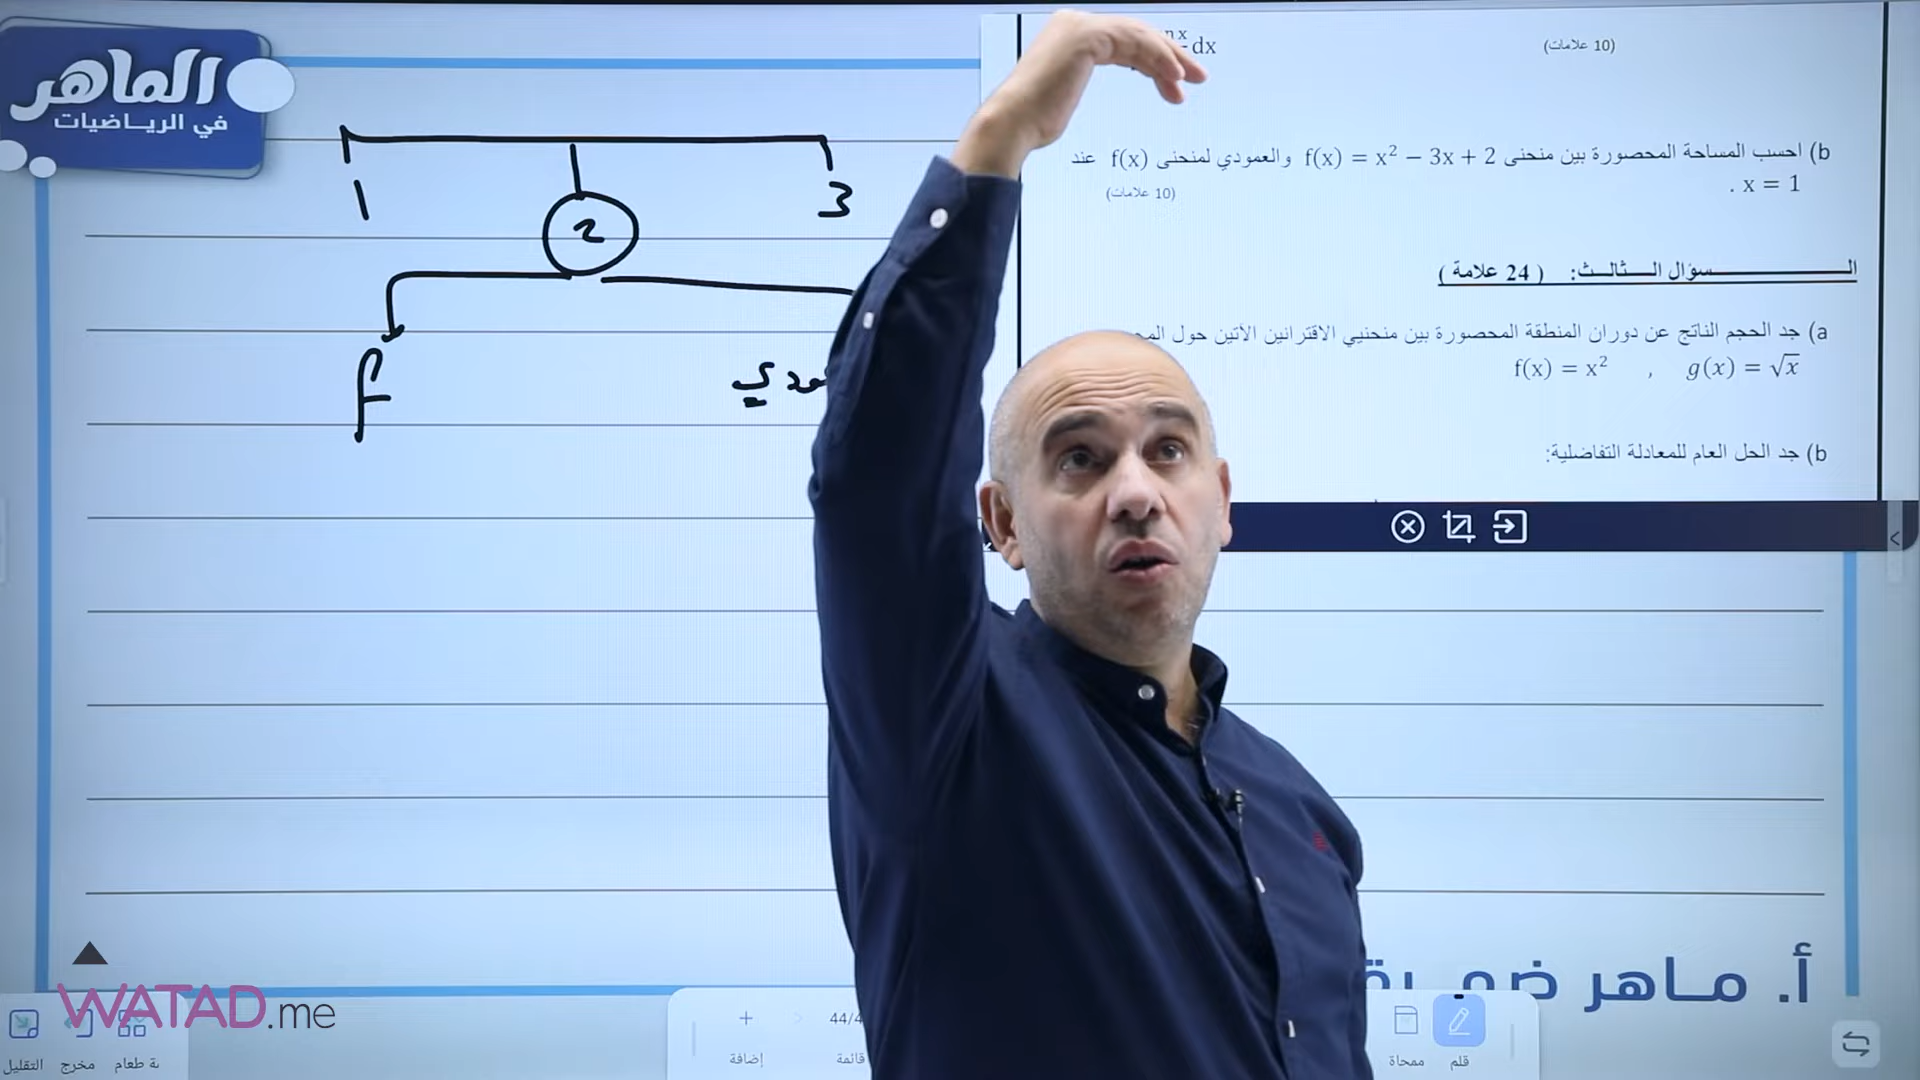 الماهر
في الرياضيات
1
3
2
f
dx
(10 علامات)
b) احسب المساحة المحصورة بين منحنى f(x) = x² − 3x + 2 والعمودي لمنحنى f(x) عند
x = 1 .
(10 علامات)
السؤال الثالث: ( 24 علامة )
a) جد الحجم الناتج عن دوران المنطقة المحصورة بين منحنيي الاقترانين الآتين حول
f(x) = x² , g(x) = √x
b) جد الحل العام للمعادلة التفاضلية:
أ. ماهر
WATAD.me
التقليل
مخرج
ة طعام
إضافة
44/4
قائمة
ممحاة
قلم